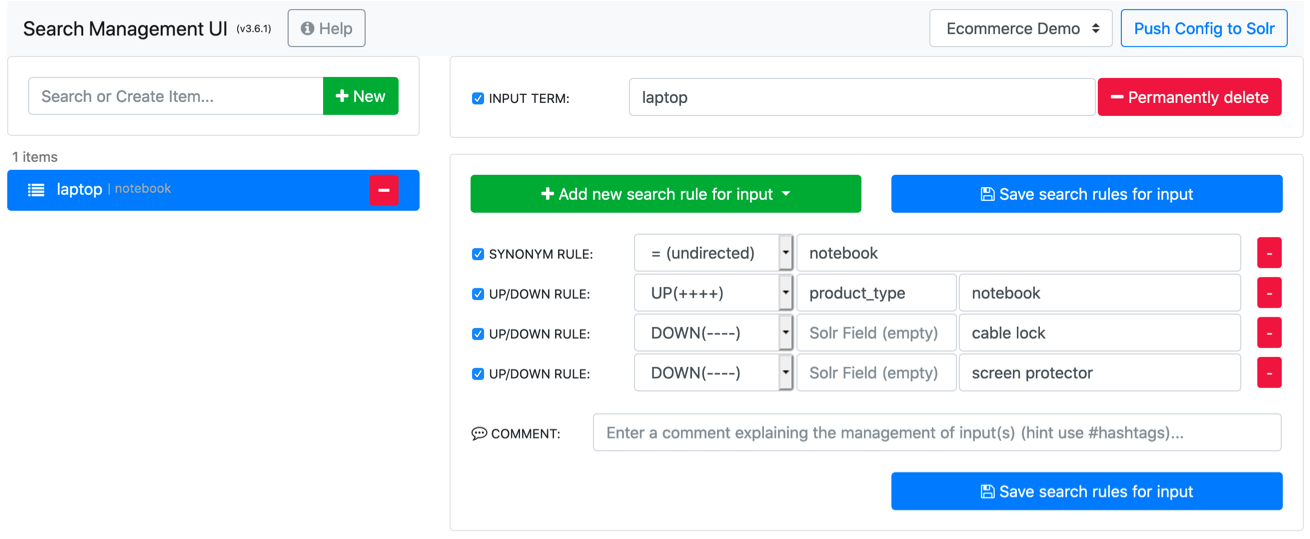 Search Management UI (v3.6.1) Help Ecommerce Demo Push Config to Solr
Search or Create Item... + New
INPUT TERM: laptop − Permanently delete
1 items
laptop | notebook −
+ Add new search rule for input Save search rules for input
SYNONYM RULE: = (undirected) notebook -
UP/DOWN RULE: UP(++++) product_type notebook -
UP/DOWN RULE: DOWN(----) Solr Field (empty) cable lock -
UP/DOWN RULE: DOWN(----) Solr Field (empty) screen protector -
COMMENT: Enter a comment explaining the management of input(s) (hint use #hashtags)...
Save search rules for input